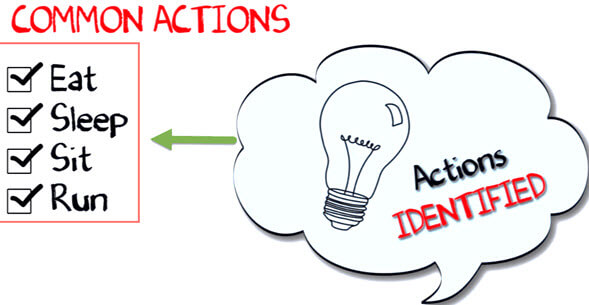 COMMON ACTIONS
Eat
Sleep
Sit
Run
Actions
IDENTIFIED